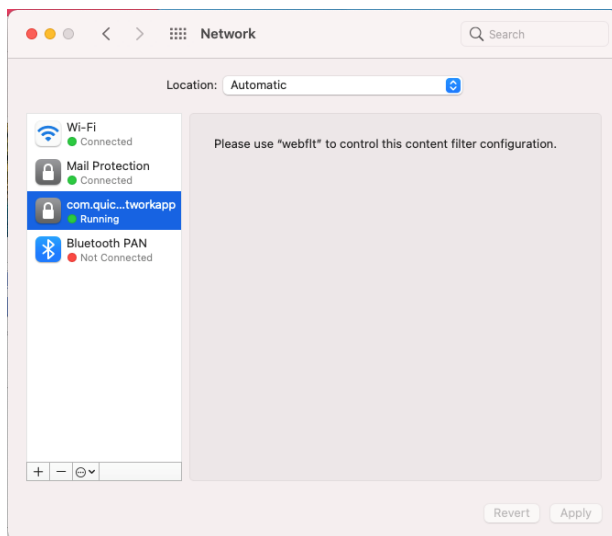 Network
Search
Location: Automatic
Wi-Fi
Connected
Mail Protection
Connected
com.quic...tworkapp
Running
Bluetooth PAN
Not Connected
Please use “webflt” to control this content filter configuration.
Revert Apply